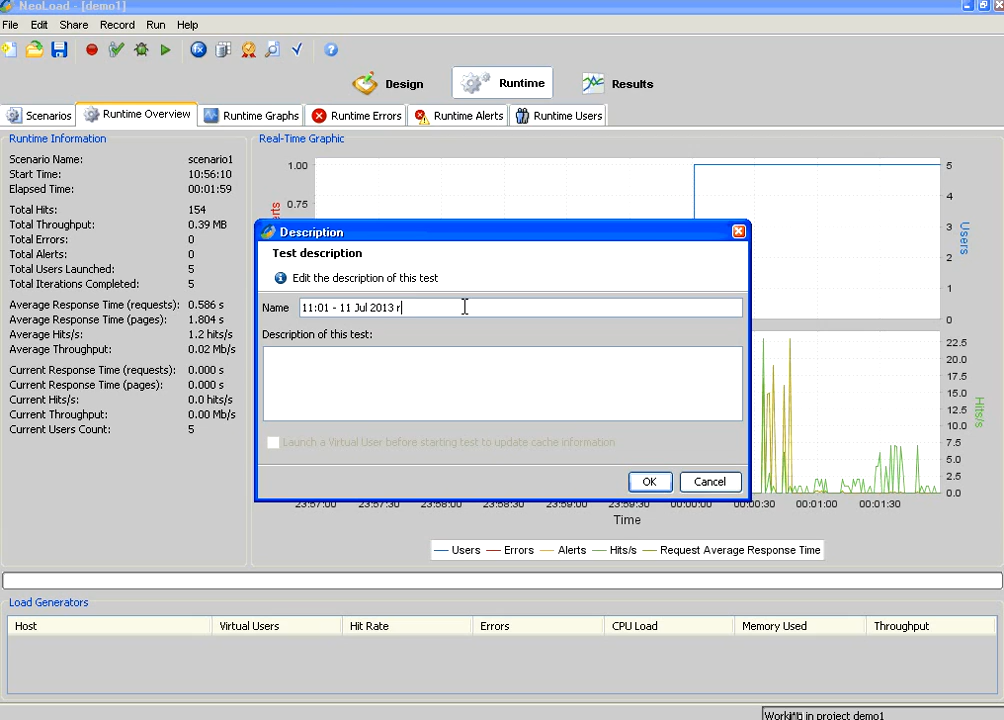 NeoLoad - [demo1]
File Edit Share Record Run Help
Design Runtime Results
Scenarios Runtime Overview Runtime Graphs Runtime Errors Runtime Alerts Runtime Users
Runtime Information
Scenario Name: scenario1
Start Time: 10:56:10
Elapsed Time: 00:01:59
Total Hits: 154
Total Throughput: 0.39 MB
Total Errors: 0
Total Alerts: 0
Total Users Launched: 5
Total Iterations Completed: 5
Average Response Time (requests): 0.586 s
Average Response Time (pages): 1.804 s
Average Hits/s: 1.2 hits/s
Average Throughput: 0.02 Mb/s
Current Response Time (requests): 0.000 s
Current Response Time (pages): 0.000 s
Current Hits/s: 0.0 hits/s
Current Throughput: 0.00 Mb/s
Current Users Count: 5
Real-Time Graphic
1.00
0.75
5
4
3
2
1
0
Users
22.5
20.0
17.5
15.0
12.5
10.0
7.5
5.0
2.5
0.0
Hits/s
Description
Test description
Edit the description of this test
Name 11:01 - 11 Jul 2013 r
Description of this test:
Launch a Virtual User before starting test to update cache information
OK Cancel
23:57:00 23:57:30 23:58:00 23:58:30 23:59:00 23:59:30 00:00:00 00:00:30 00:01:00 00:01:30
Time
Users Errors Alerts Hits/s Request Average Response Time
Load Generators
Host Virtual Users Hit Rate Errors CPU Load Memory Used Throughput
Working in project demo1